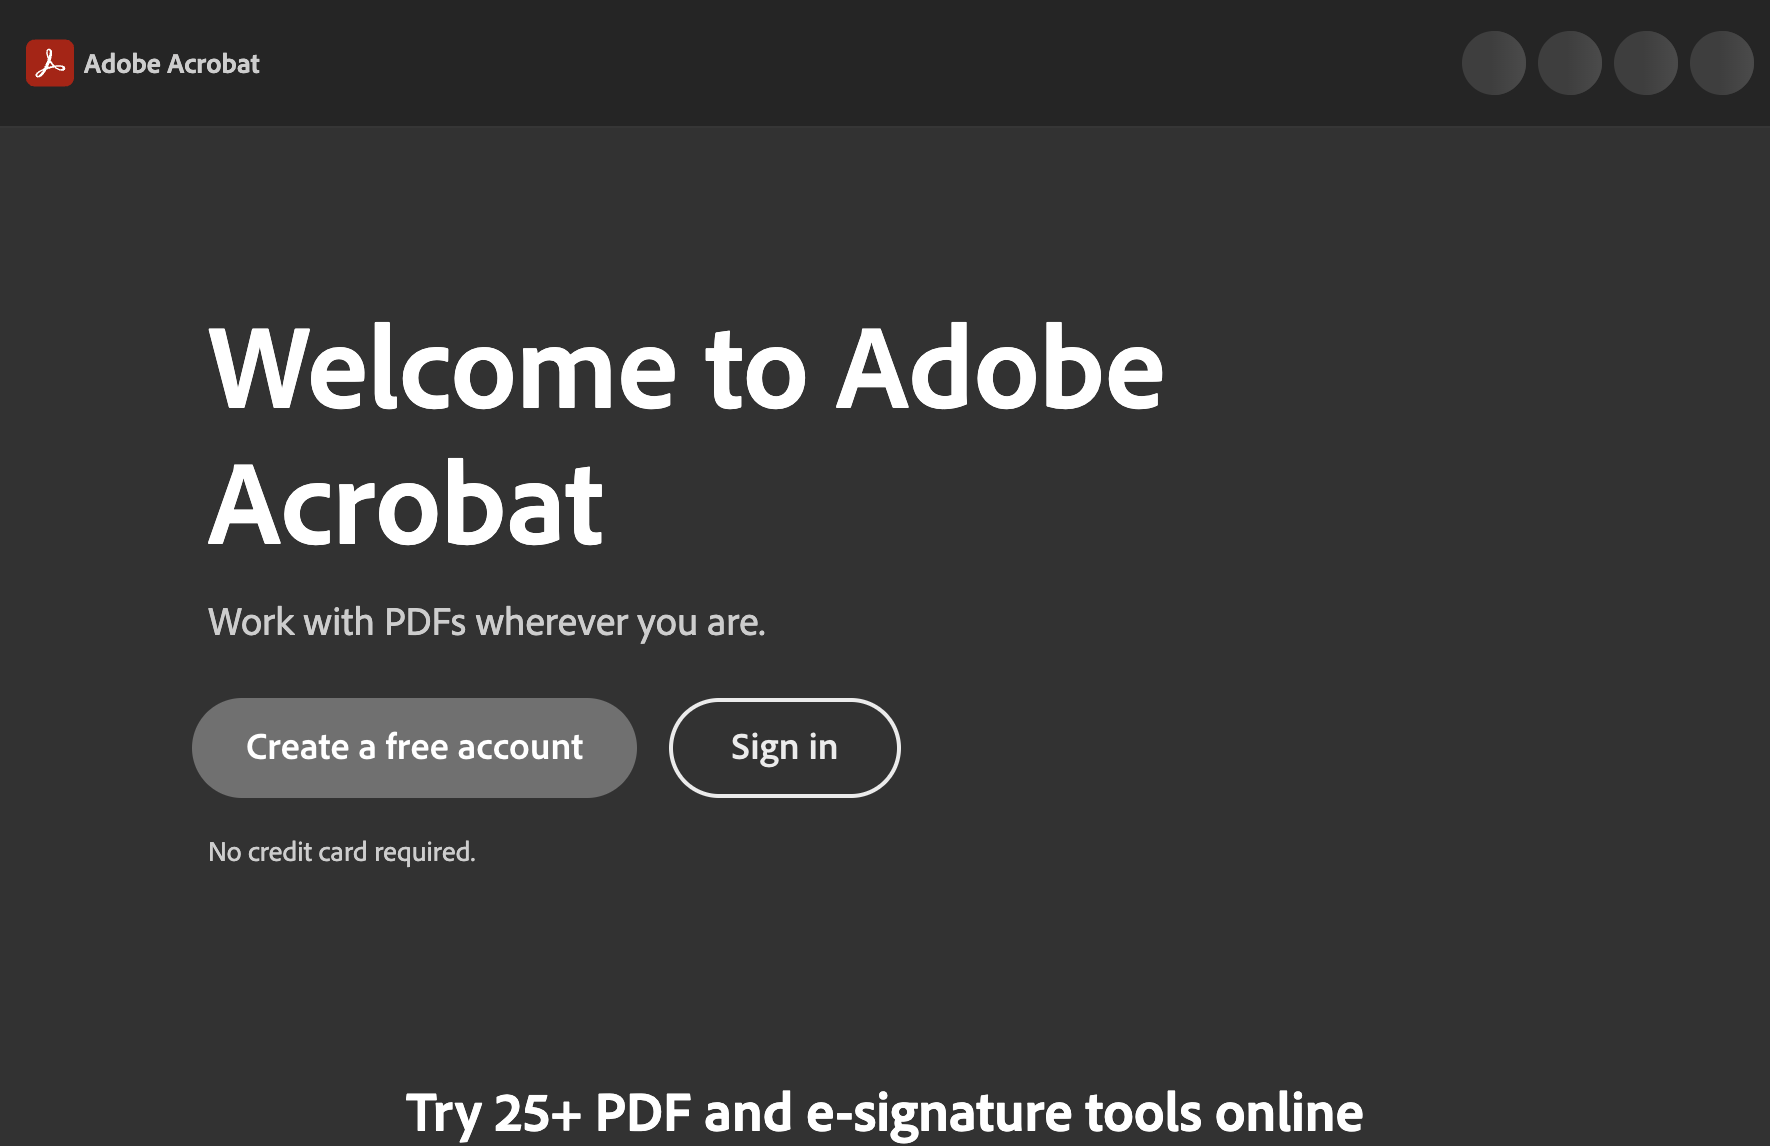 Adobe Acrobat
Welcome to Adobe
Acrobat
Work with PDFs wherever you are.
Create a free account
Sign in
No credit card required.
Try 25+ PDF and e-signature tools online